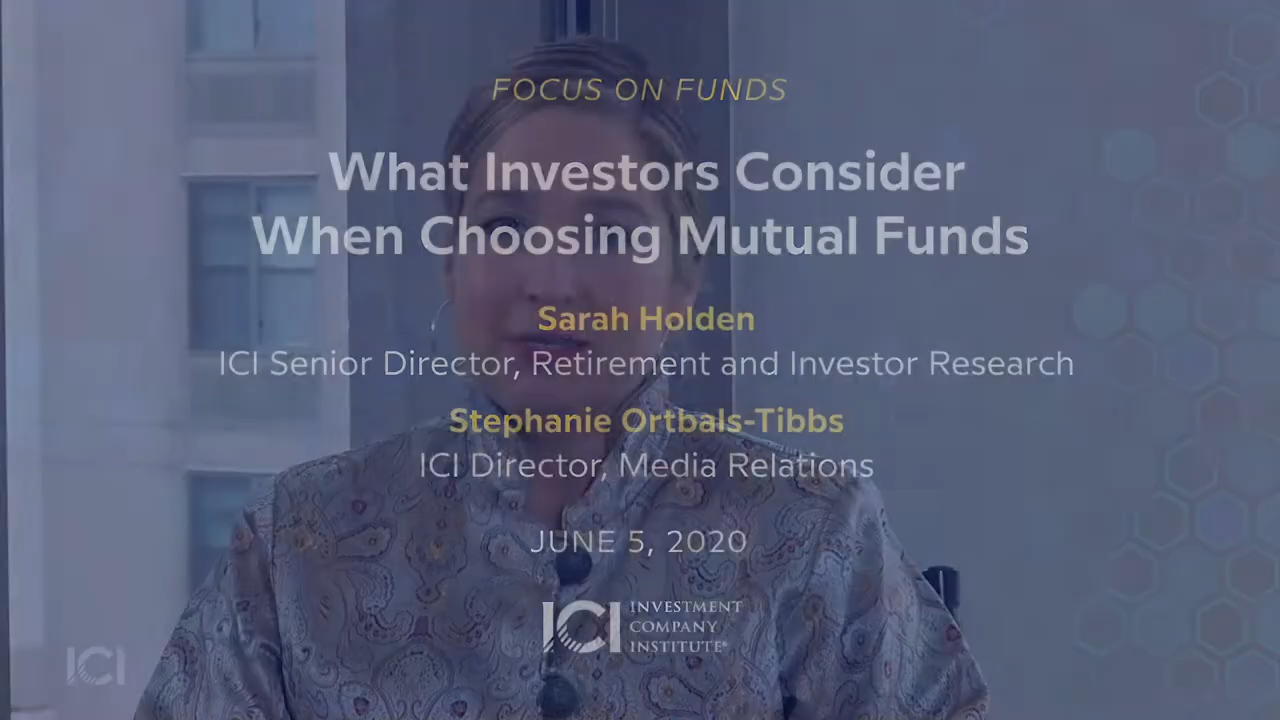 FOCUS ON FUNDS
What Investors Consider
When Choosing Mutual Funds
Sarah Holden
ICI Senior Director, Retirement and Investor Research
Stephanie Ortbals-Tibbs
ICI Director, Media Relations
JUNE 5, 2020
ICI INVESTMENT
COMPANY
INSTITUTE®
ICI